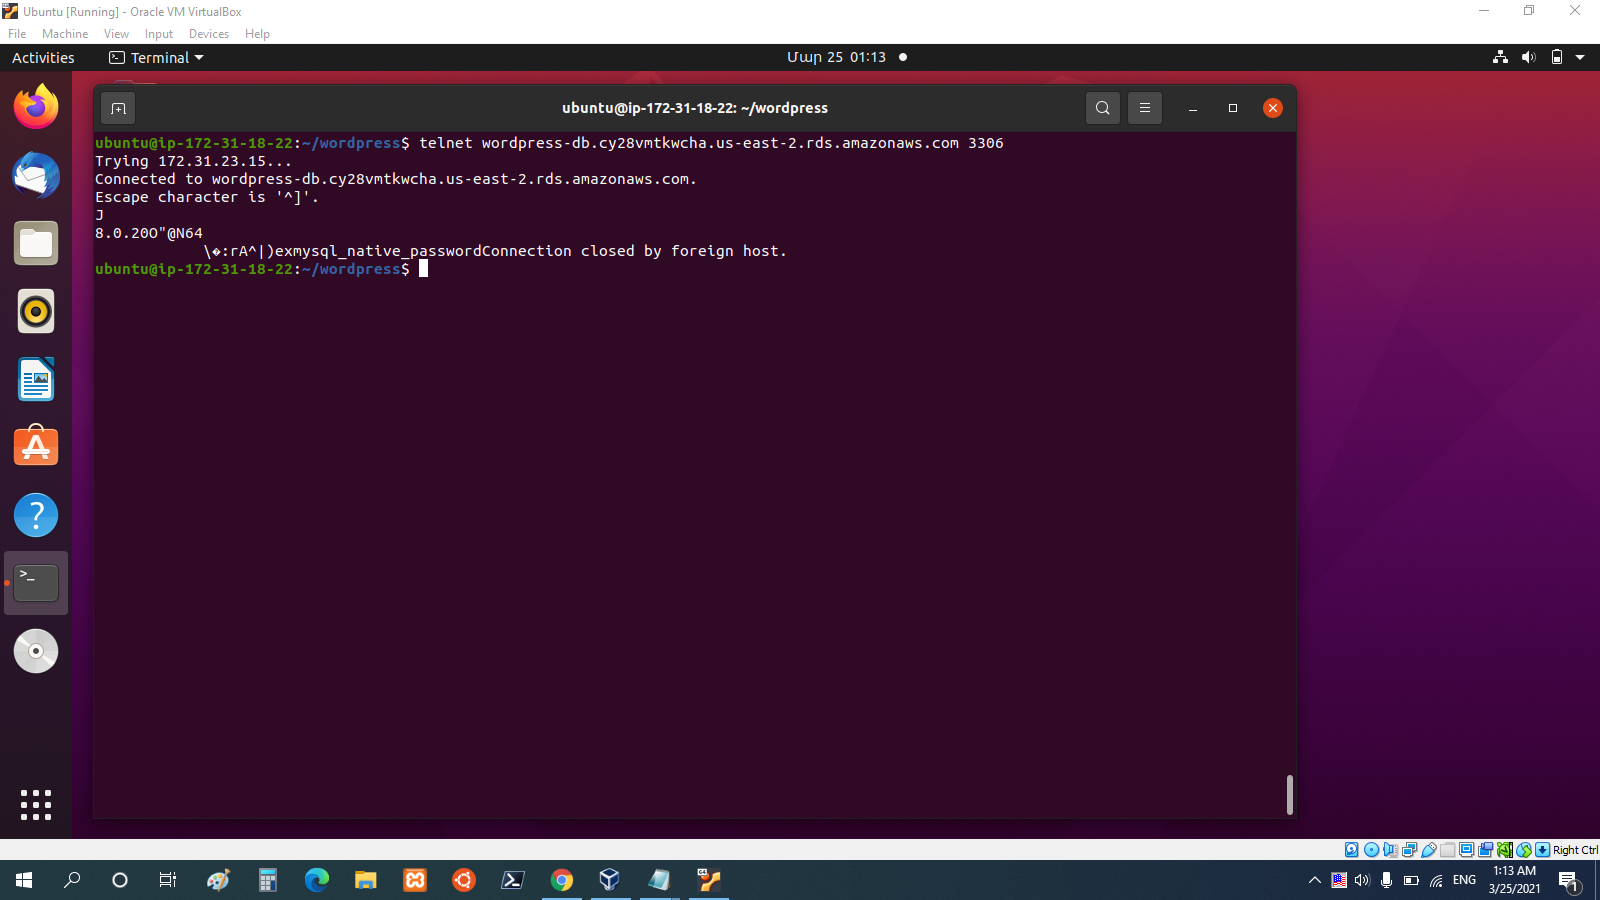 Ubuntu [Running] - Oracle VM VirtualBox
File Machine View Input Devices Help
Activities Terminal Մար 25 01:13
ubuntu@ip-172-31-18-22: ~/wordpress
ubuntu@ip-172-31-18-22:~/wordpress$ telnet wordpress-db.cy28vmtkwcha.us-east-2.rds.amazonaws.com 3306
Trying 172.31.23.15...
Connected to wordpress-db.cy28vmtkwcha.us-east-2.rds.amazonaws.com.
Escape character is '^]'.
J
8.0.20O"@N64
\�:rA^|)exmysql_native_passwordConnection closed by foreign host.
ubuntu@ip-172-31-18-22:~/wordpress$
Right Ctrl
ENG
1:13 AM
3/25/2021
1